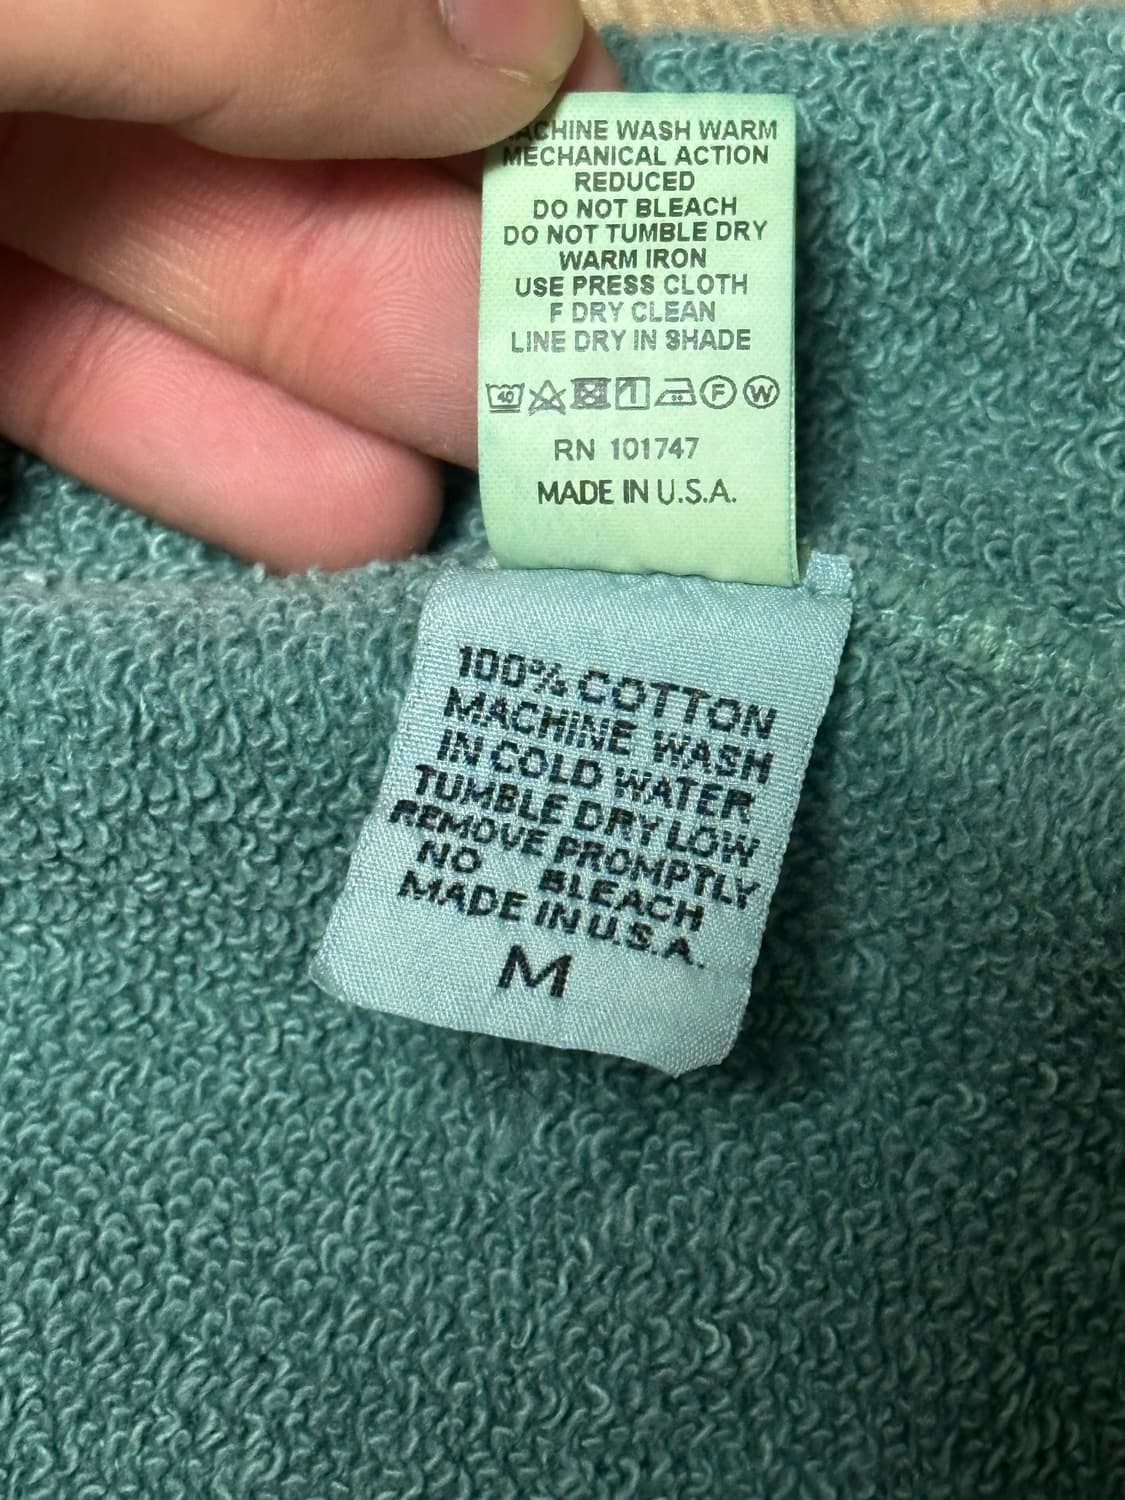 MACHINE WASH WARM
MECHANICAL ACTION
REDUCED
DO NOT BLEACH
DO NOT TUMBLE DRY
WARM IRON
USE PRESS CLOTH
F DRY CLEAN
LINE DRY IN SHADE
40 F W
RN 101747
MADE IN U.S.A.
100% COTTON
MACHINE WASH
IN COLD WATER
TUMBLE DRY LOW
REMOVE PROMPTLY
NO BLEACH
MADE IN U.S.A.
M